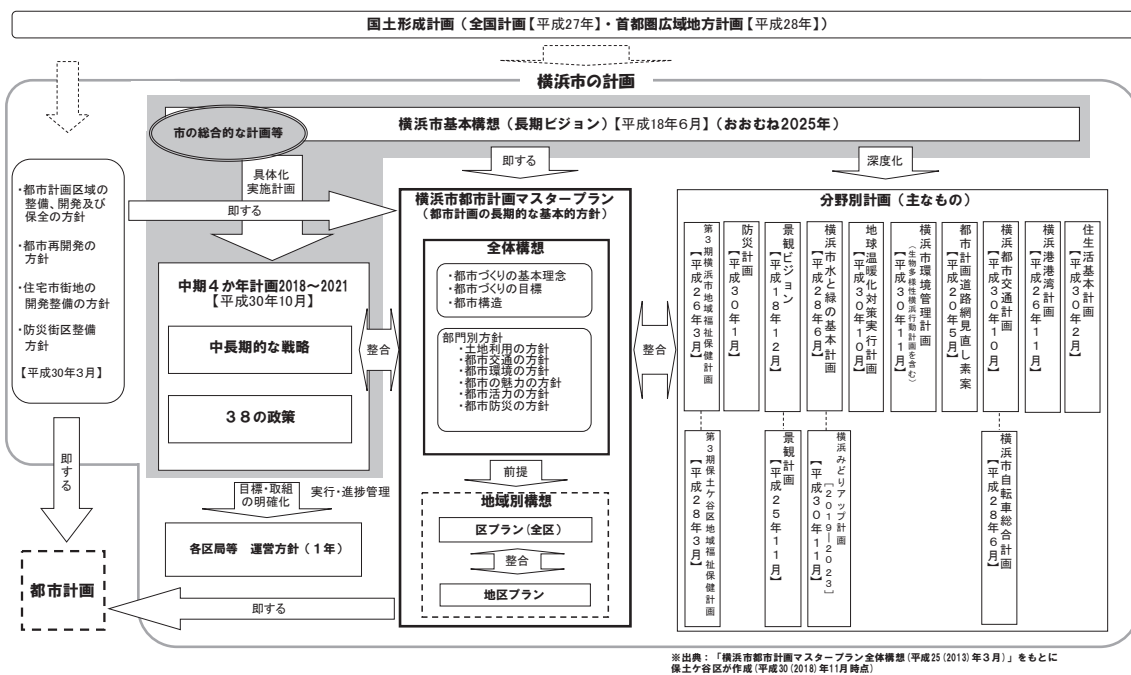 国土形成計画（全国計画【平成27年】・首都圏広域地方計画【平成28年】）
横浜市の計画
市の総合的な計画等
横浜市基本構想（長期ビジョン）【平成18年6月】（おおむね2025年）
具体化
実施計画
即する
深度化
・都市計画区域の
整備、開発及び
保全の方針
・都市再開発の
方針
・住宅市街地の
開発整備の方針
・防災街区整備
方針
【平成30年3月】
即する
中期４か年計画2018～2021
【平成30年10月】
中長期的な戦略
３８の政策
整合
横浜市都市計画マスタープラン
（都市計画の長期的な基本的方針）
全体構想
・都市づくりの基本理念
・都市づくりの目標
・都市構造
部門別方針
・土地利用の方針
・都市交通の方針
・都市環境の方針
・都市の魅力の方針
・都市活力の方針
・都市防災の方針
整合
分野別計画（主なもの）
第３期横浜市地域福祉保健計画
【平成26年3月】
防災計画
【平成30年1月】
景観ビジョン
【平成18年12月】
横浜市水と緑の基本計画
【平成28年6月】
地球温暖化対策実行計画
【平成30年10月】
横浜市環境管理計画
（生物多様性横浜行動計画を含む）
【平成30年11月】
都市計画道路網見直し素案
【平成20年5月】
横浜都市交通計画
【平成30年10月】
横浜港港湾計画
【平成26年11月】
住生活基本計画
【平成30年2月】
第３期保土ケ谷区地域福祉保健計画
【平成28年3月】
景観計画
【平成25年11月】
横浜みどりアップ計画
［2019－2023］
【平成30年11月】
横浜市自転車総合計画
【平成28年6月】
即する
目標・取組
の明確化
実行・進捗管理
各区局等　運営方針（１年）
前提
地域別構想
区プラン(全区)
整合
地区プラン
都市計画
即する
※出典：「横浜市都市計画マスタープラン全体構想(平成25(2013)年３月)」をもとに
保土ケ谷区が作成(平成30(2018)年11月時点)